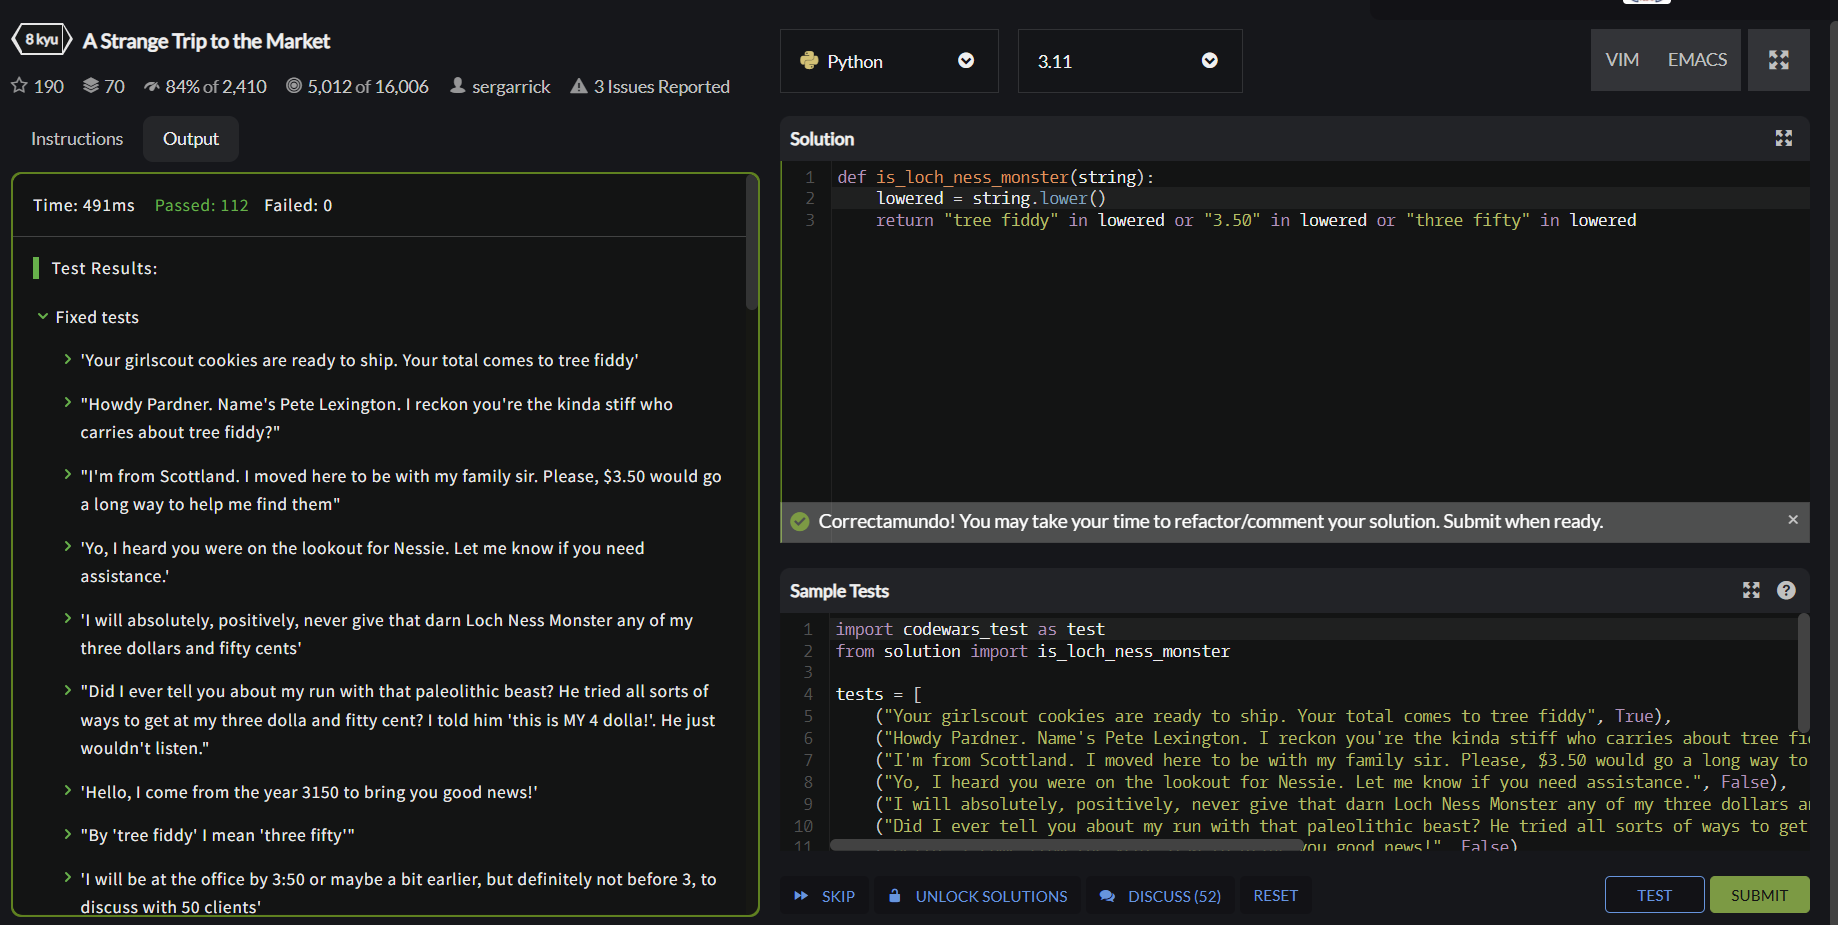 8 kyu A Strange Trip to the Market
190 70 84% of 2,410 5,012 of 16,006 sergarrick 3 Issues Reported
Instructions Output
Time: 491ms Passed: 112 Failed: 0
Test Results:
Fixed tests
'Your girlscout cookies are ready to ship. Your total comes to tree fiddy'
"Howdy Pardner. Name's Pete Lexington. I reckon you're the kinda stiff who
carries about tree fiddy?"
"I'm from Scottland. I moved here to be with my family sir. Please, $3.50 would go
a long way to help me find them"
'Yo, I heard you were on the lookout for Nessie. Let me know if you need
assistance.'
'I will absolutely, positively, never give that darn Loch Ness Monster any of my
three dollars and fifty cents'
"Did I ever tell you about my run with that paleolithic beast? He tried all sorts of
ways to get at my three dolla and fitty cent? I told him 'this is MY 4 dolla!'. He just
wouldn't listen."
'Hello, I come from the year 3150 to bring you good news!'
"By 'tree fiddy' I mean 'three fifty'"
'I will be at the office by 3:50 or maybe a bit earlier, but definitely not before 3, to
discuss with 50 clients'
Python 3.11 VIM EMACS
Solution
1 def is_loch_ness_monster(string):
2 lowered = string.lower()
3 return "tree fiddy" in lowered or "3.50" in lowered or "three fifty" in lowered
Correctamundo! You may take your time to refactor/comment your solution. Submit when ready. ×
Sample Tests ?
1 import codewars_test as test
2 from solution import is_loch_ness_monster
3
4 tests = [
5 ("Your girlscout cookies are ready to ship. Your total comes to tree fiddy", True),
6 ("Howdy Pardner. Name's Pete Lexington. I reckon you're the kinda stiff who carries about tree fi
7 ("I'm from Scottland. I moved here to be with my family sir. Please, $3.50 would go a long way to
8 ("Yo, I heard you were on the lookout for Nessie. Let me know if you need assistance.", False),
9 ("I will absolutely, positively, never give that darn Loch Ness Monster any of my three dollars a
10 ("Did I ever tell you about my run with that paleolithic beast? He tried all sorts of ways to get
11 you good news!", False)
SKIP UNLOCK SOLUTIONS DISCUSS (52) RESET TEST SUBMIT